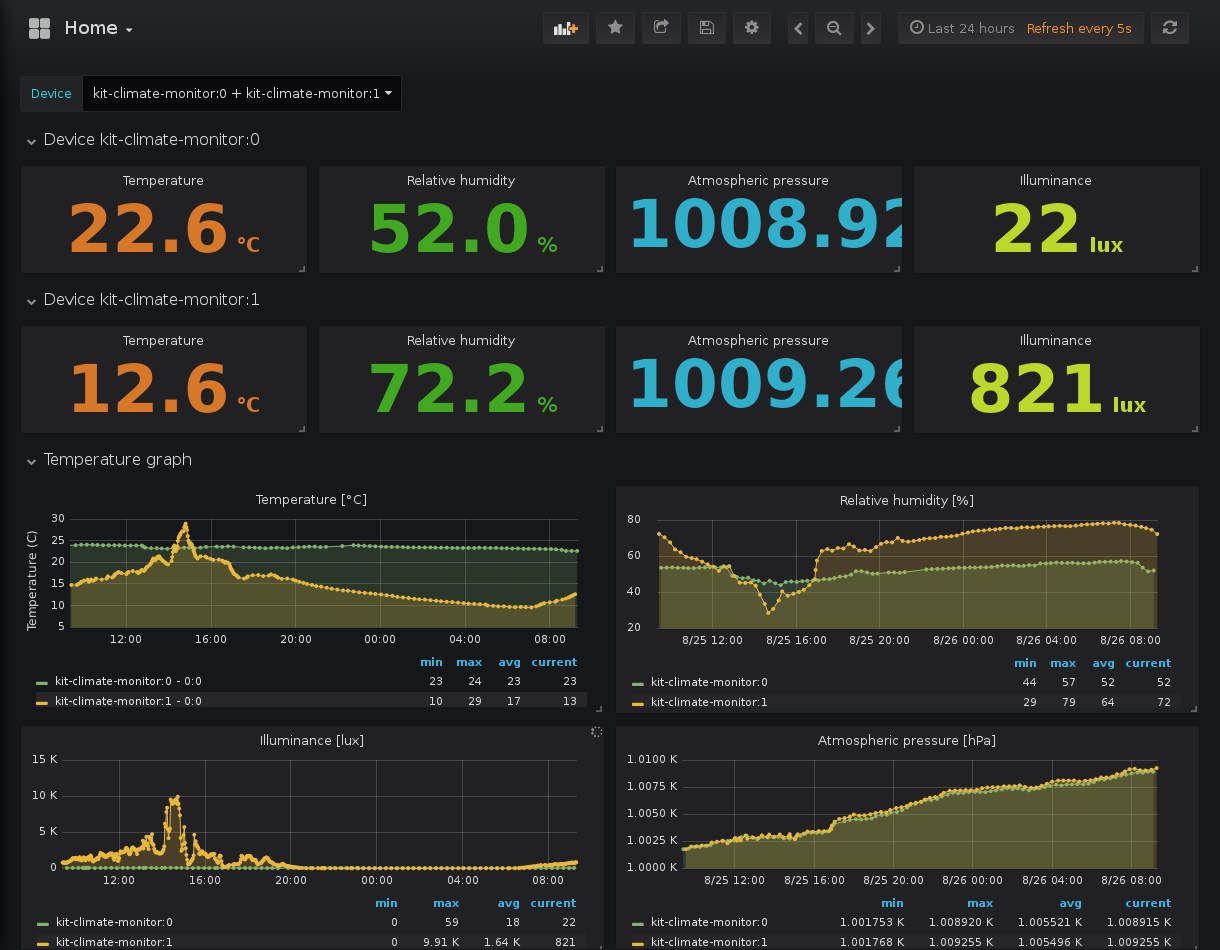 Home
Last 24 hours Refresh every 5s
Device kit-climate-monitor:0 + kit-climate-monitor:1
Device kit-climate-monitor:0
Temperature Relative humidity Atmospheric pressure Illuminance
22.6 °C 52.0 % 1008.92 22 lux
Device kit-climate-monitor:1
Temperature Relative humidity Atmospheric pressure Illuminance
12.6 °C 72.2 % 1009.26 821 lux
Temperature graph
Temperature [°C]
Temperature (C)
30
25
20
15
10
5
12:00 16:00 20:00 00:00 04:00 08:00
min max avg current
kit-climate-monitor:0 - 0:0 23 24 23 23
kit-climate-monitor:1 - 0:0 10 29 17 13
Relative humidity [%]
80
60
40
20
8/25 12:00 8/25 16:00 8/25 20:00 8/26 00:00 8/26 04:00 8/26 08:00
min max avg current
kit-climate-monitor:0 44 57 52 52
kit-climate-monitor:1 29 79 64 72
Illuminance [lux]
15 K
10 K
5 K
0
12:00 16:00 20:00 00:00 04:00 08:00
min max avg current
kit-climate-monitor:0 0 59 18 22
kit-climate-monitor:1 0 9.91 K 1.64 K 821
Atmospheric pressure [hPa]
1.0100 K
1.0075 K
1.0050 K
1.0025 K
1.0000 K
8/25 12:00 8/25 16:00 8/25 20:00 8/26 00:00 8/26 04:00 8/26 08:00
min max avg current
kit-climate-monitor:0 1.001753 K 1.008920 K 1.005521 K 1.008915 K
kit-climate-monitor:1 1.001768 K 1.009255 K 1.005496 K 1.009255 K